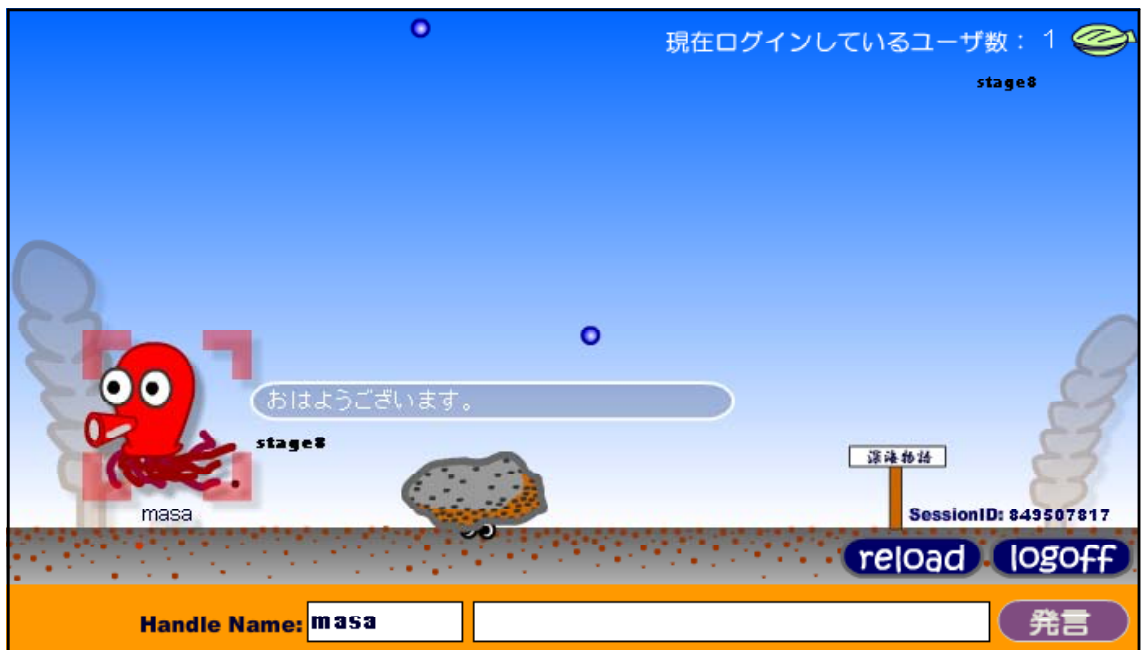 現在ログインしているユーザ数： 1
stage8
おはようございます。
stage8
深海物語
masa
SessionID: 849507817
reload
logoff
Handle Name: masa
発言